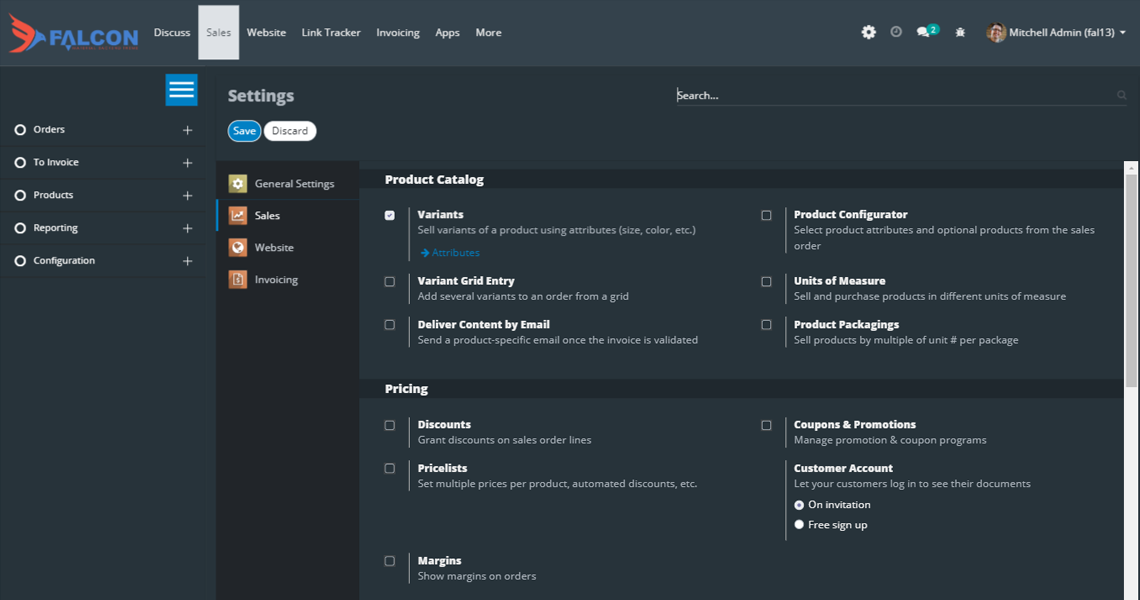 FALCON
Discuss
Sales
Website
Link Tracker
Invoicing
Apps
More
2
Mitchell Admin (fal13)
Settings
Search...
Save
Discard
Orders
To Invoice
Products
Reporting
Configuration
General Settings
Sales
Website
Invoicing
Product Catalog
Variants
Sell variants of a product using attributes (size, color, etc.)
Attributes
Product Configurator
Select product attributes and optional products from the sales
order
Variant Grid Entry
Add several variants to an order from a grid
Units of Measure
Sell and purchase products in different units of measure
Deliver Content by Email
Send a product-specific email once the invoice is validated
Product Packagings
Sell products by multiple of unit # per package
Pricing
Discounts
Grant discounts on sales order lines
Coupons & Promotions
Manage promotion & coupon programs
Pricelists
Set multiple prices per product, automated discounts, etc.
Customer Account
Let your customers log in to see their documents
On invitation
Free sign up
Margins
Show margins on orders